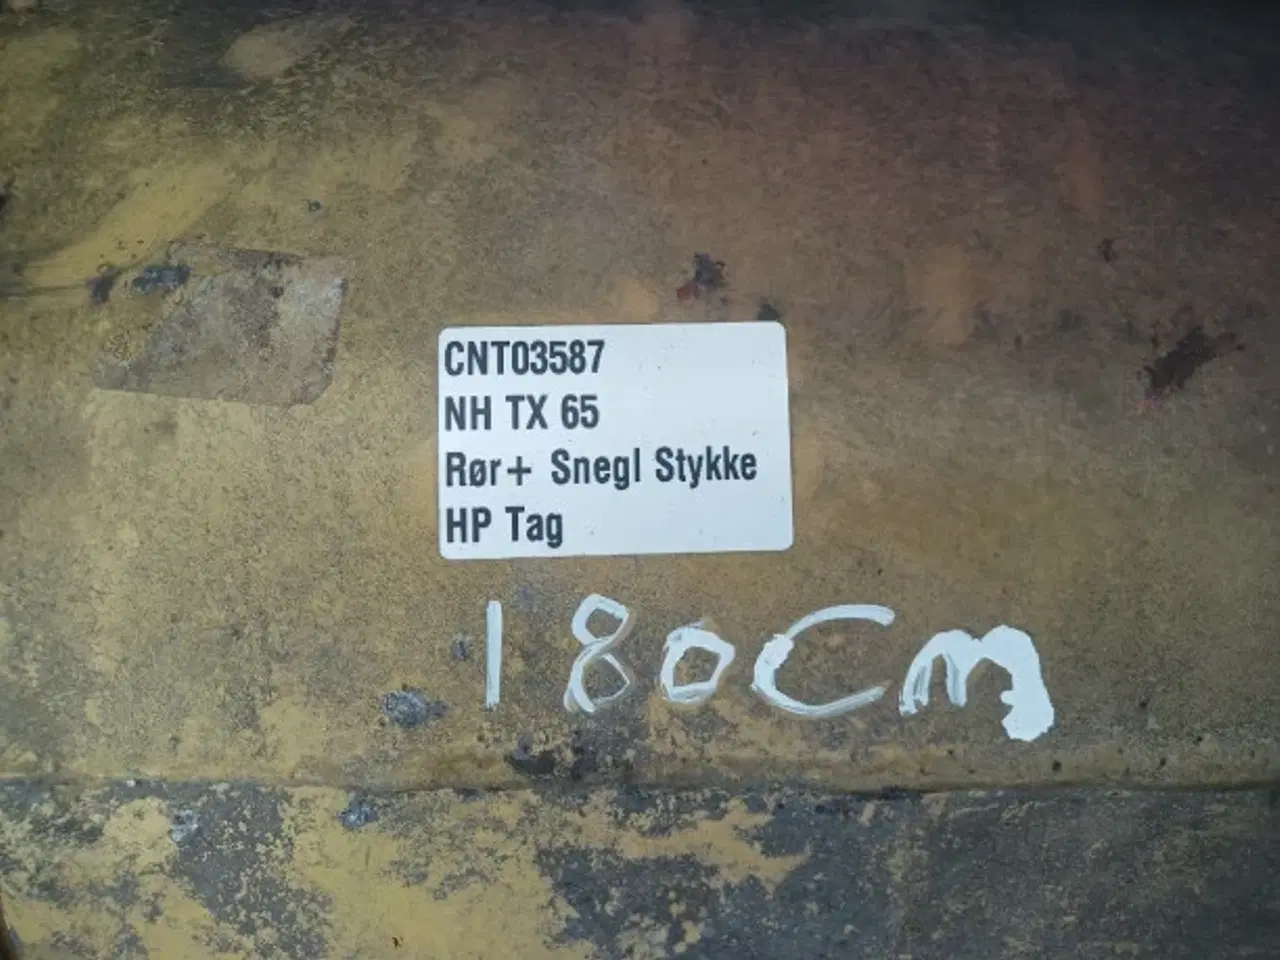 CNT03587
NH TX 65
Rør+ Snegl Stykke
HP Tag
180Cm